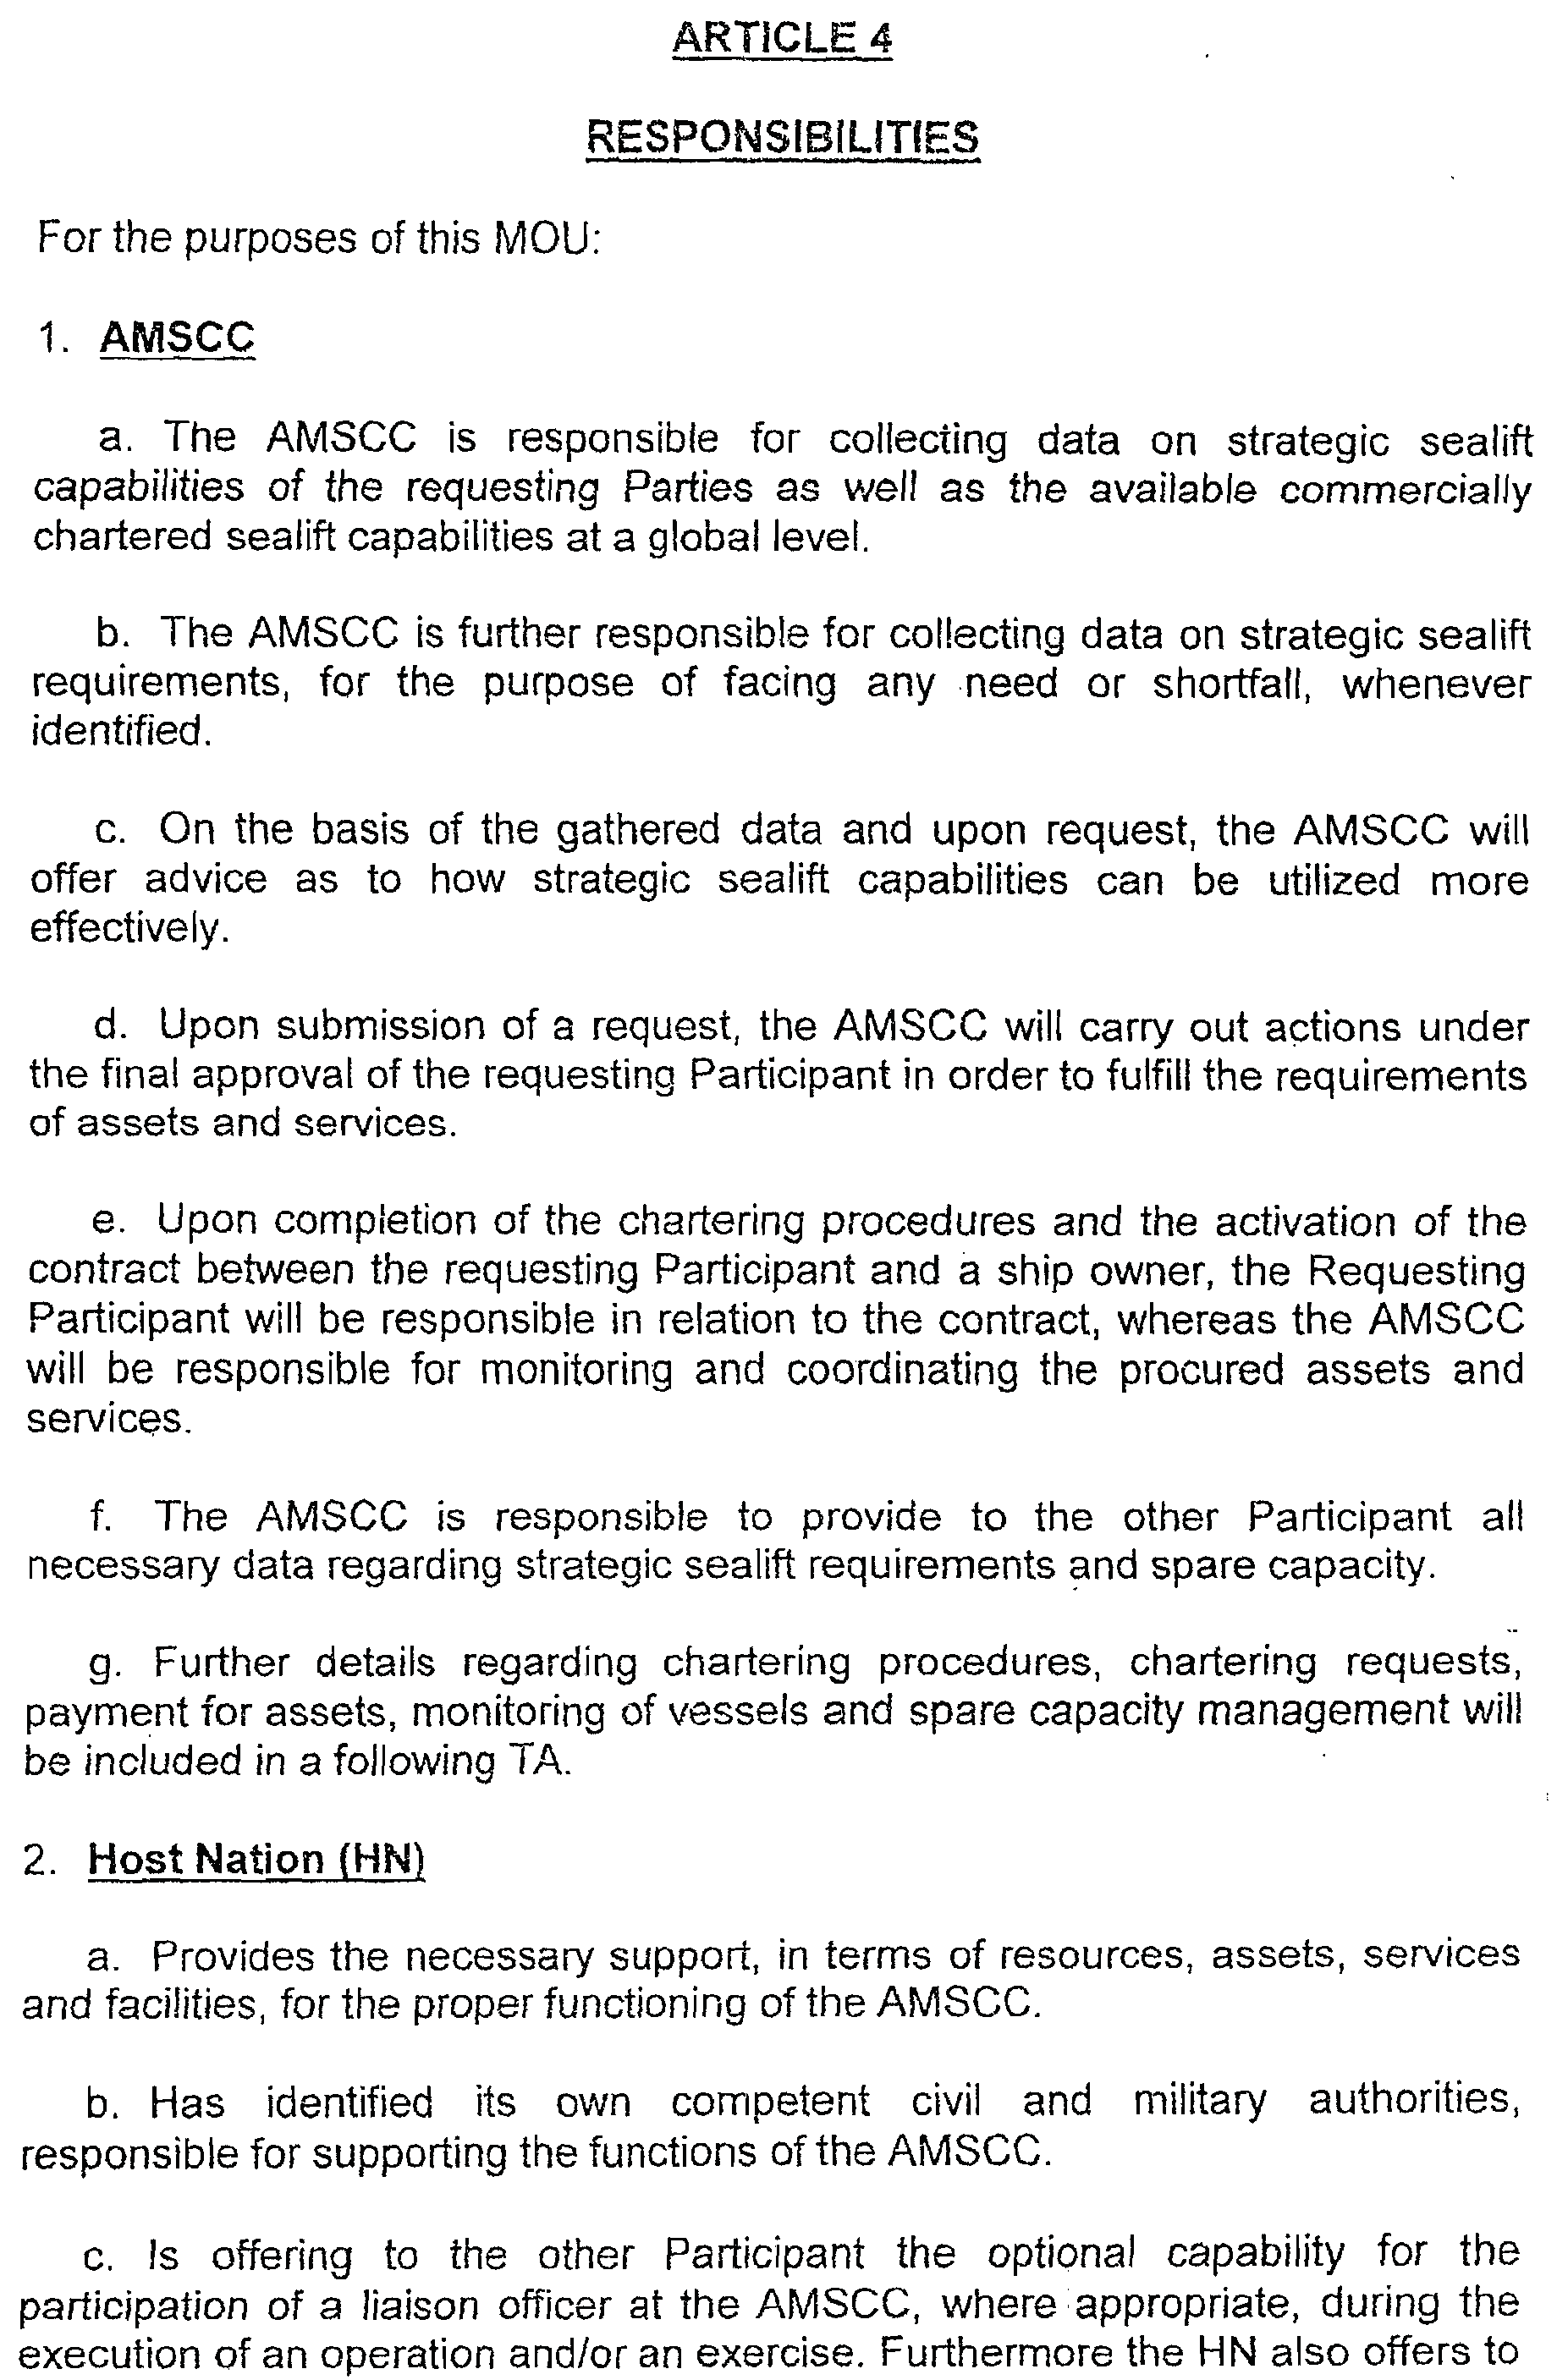 ARTICLE 4
RESPONSIBILITIES
For the purposes of this MOU:
1. AMSCC
a. The AMSCC is responsible for collecting data on strategic sealift
capabilities of the requesting Parties as well as the available commercially
chartered sealift capabilities at a global level.
b. The AMSCC is further responsible for collecting data on strategic sealift
requirements, for the purpose of facing any need or shortfall, whenever
identified.
c. On the basis of the gathered data and upon request, the AMSCC will
offer advice as to how strategic sealift capabilities can be utilized more
effectively.
d. Upon submission of a request, the AMSCC will carry out actions under
the final approval of the requesting Participant in order to fulfill the requirements
of assets and services.
e. Upon completion of the chartering procedures and the activation of the
contract between the requesting Participant and a ship owner, the Requesting
Participant will be responsible in relation to the contract, whereas the AMSCC
will be responsible for monitoring and coordinating the procured assets and
services.
f. The AMSCC is responsible to provide to the other Participant all
necessary data regarding strategic sealift requirements and spare capacity.
g. Further details regarding chartering procedures, chartering requests,
payment for assets, monitoring of vessels and spare capacity management will
be included in a following TA.
2. Host Nation (HN)
a. Provides the necessary support, in terms of resources, assets, services
and facilities, for the proper functioning of the AMSCC.
b. Has identified its own competent civil and military authorities,
responsible for supporting the functions of the AMSCC.
c. Is offering to the other Participant the optional capability for the
participation of a liaison officer at the AMSCC, where appropriate, during the
execution of an operation and/or an exercise. Furthermore the HN also offers to